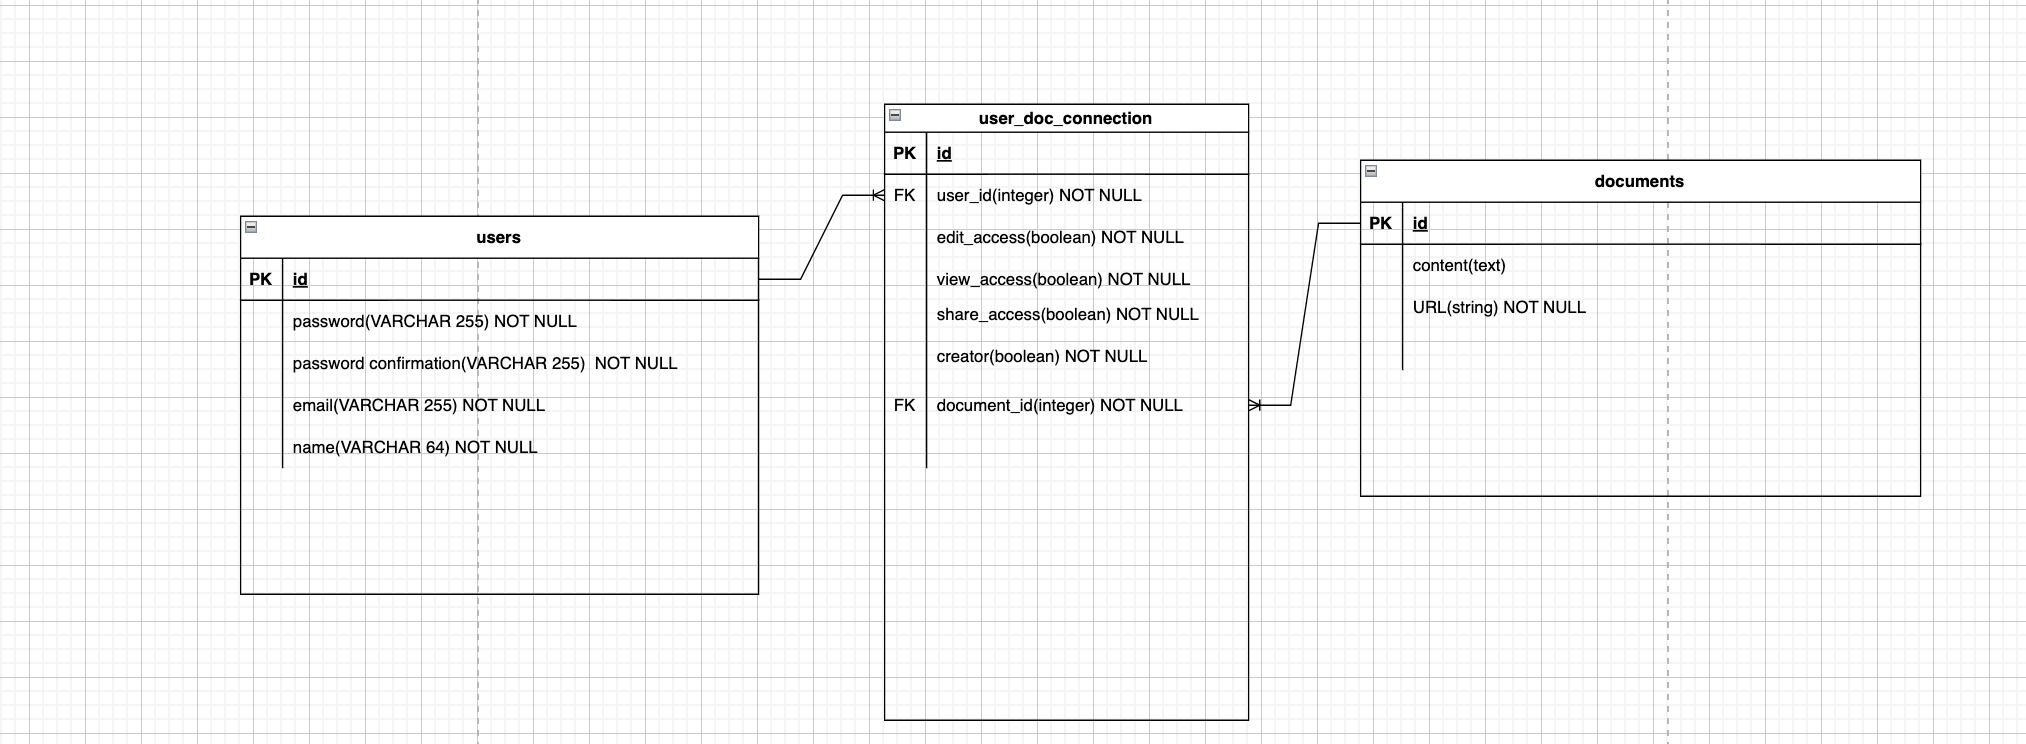 users
PK id
password(VARCHAR 255) NOT NULL
password confirmation(VARCHAR 255)  NOT NULL
email(VARCHAR 255) NOT NULL
name(VARCHAR 64) NOT NULL
user_doc_connection
PK id
FK user_id(integer) NOT NULL
edit_access(boolean) NOT NULL
view_access(boolean) NOT NULL
share_access(boolean) NOT NULL
creator(boolean) NOT NULL
FK document_id(integer) NOT NULL
documents
PK id
content(text)
URL(string) NOT NULL